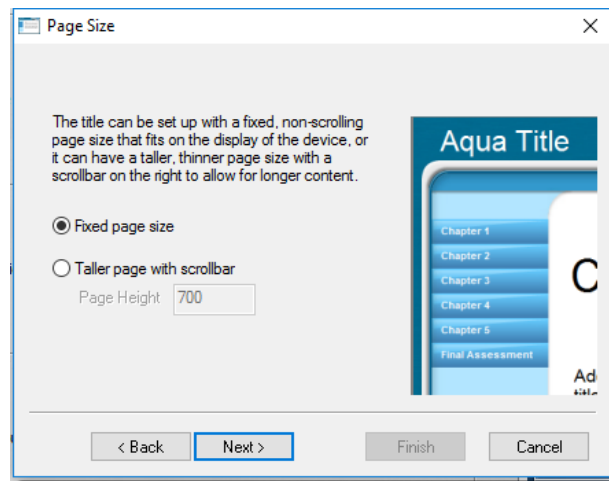 Page Size
The title can be set up with a fixed, non-scrolling
page size that fits on the display of the device, or
it can have a taller, thinner page size with a
scrollbar on the right to allow for longer content.
Fixed page size
Taller page with scrollbar
Page Height 700
Aqua Title
Chapter 1
Chapter 2
Chapter 3
Chapter 4
Chapter 5
Final Assessment
C
Ad
< Back Next > Finish Cancel